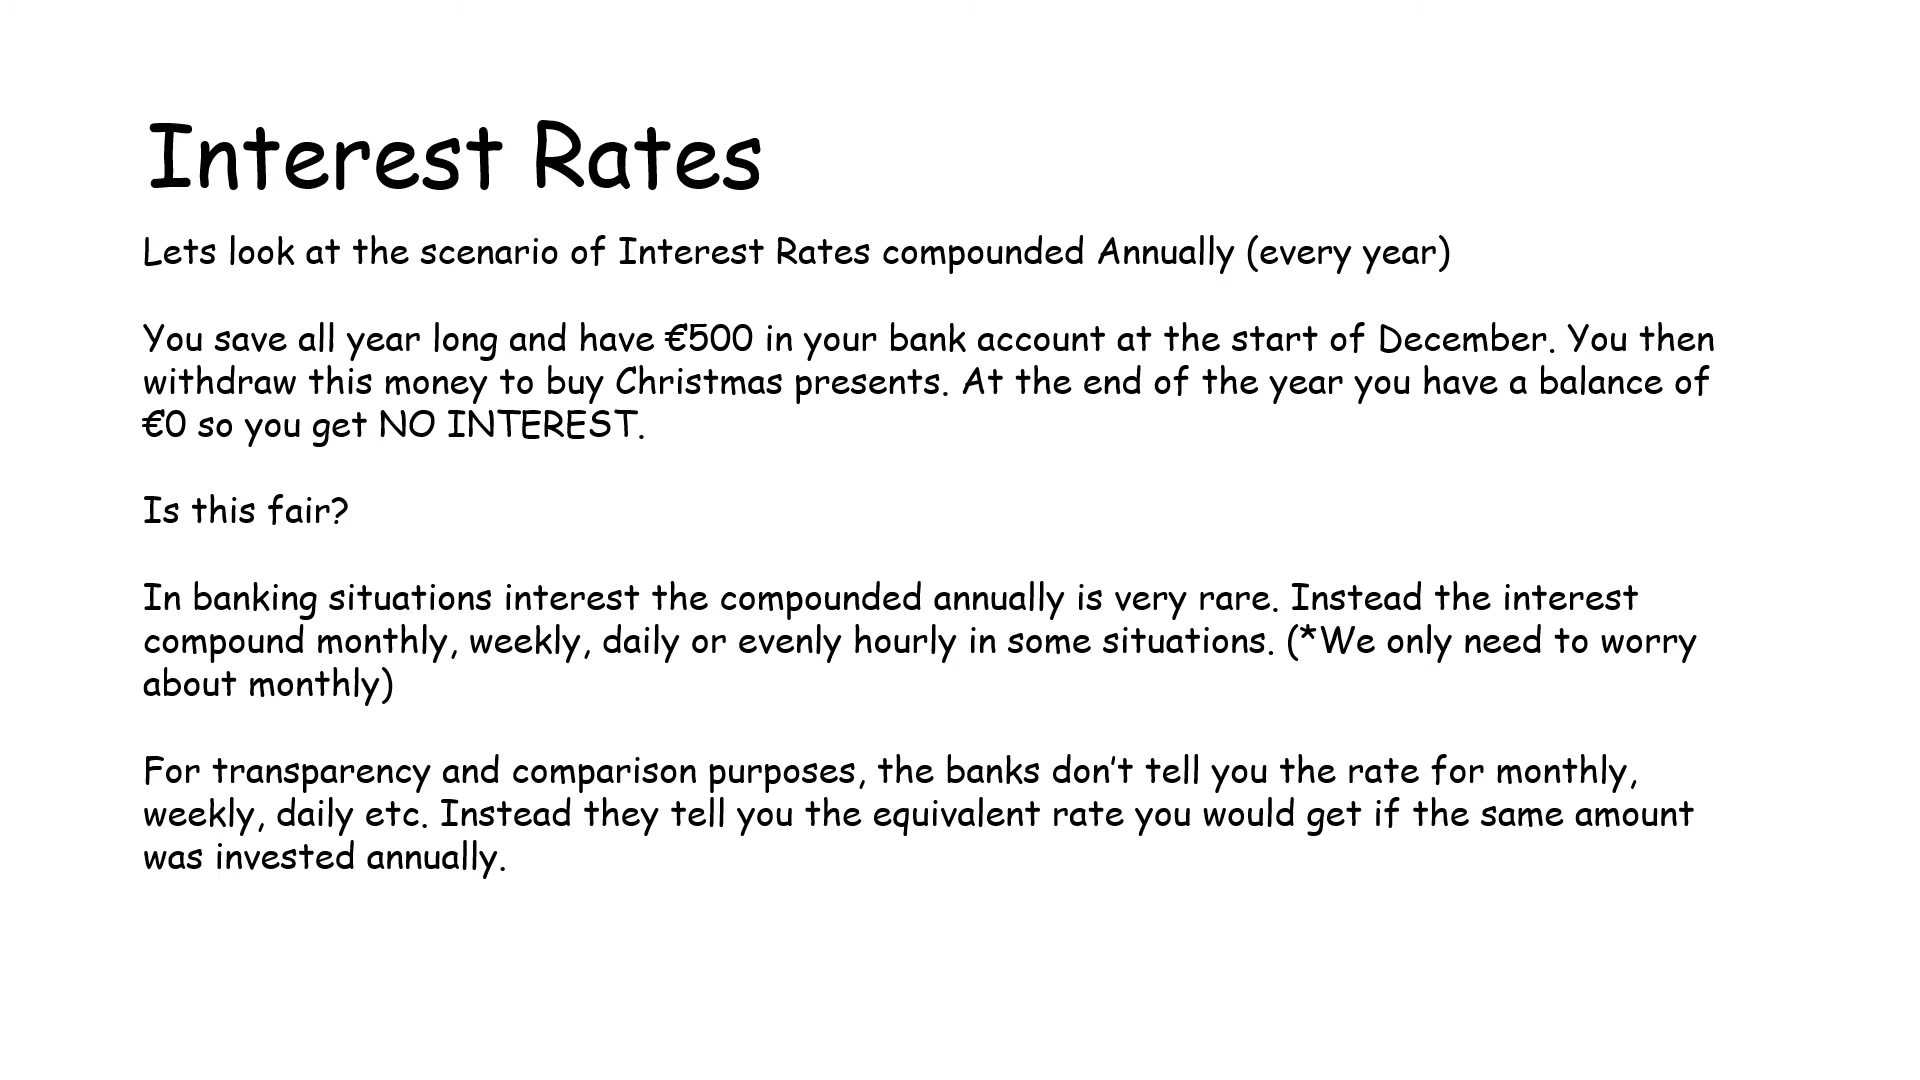 Interest Rates
Lets look at the scenario of Interest Rates compounded Annually (every year)
You save all year long and have €500 in your bank account at the start of December. You then
withdraw this money to buy Christmas presents. At the end of the year you have a balance of
€0 so you get NO INTEREST.
Is this fair?
In banking situations interest the compounded annually is very rare. Instead the interest
compound monthly, weekly, daily or evenly hourly in some situations. (*We only need to worry
about monthly)
For transparency and comparison purposes, the banks don’t tell you the rate for monthly,
weekly, daily etc. Instead they tell you the equivalent rate you would get if the same amount
was invested annually.